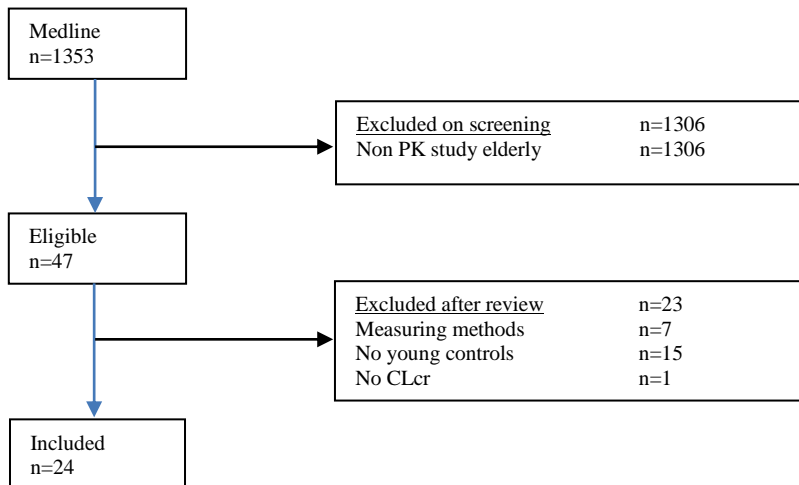 Medline
n=1353
Excluded on screening n=1306
Non PK study elderly n=1306
Eligible
n=47
Excluded after review n=23
Measuring methods n=7
No young controls n=15
No CLcr n=1
Included
n=24